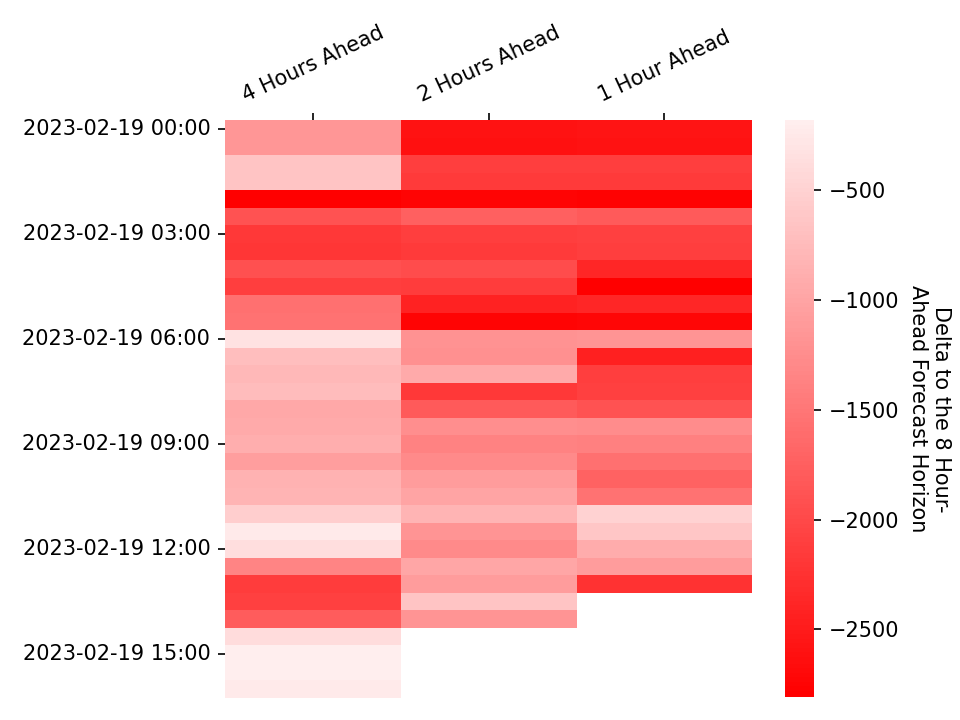 4 Hours Ahead
2 Hours Ahead
1 Hour Ahead
2023-02-19 00:00
2023-02-19 03:00
2023-02-19 06:00
2023-02-19 09:00
2023-02-19 12:00
2023-02-19 15:00
−500
−1000
−1500
−2000
−2500
Delta to the 8 Hour-
Ahead Forecast Horizon